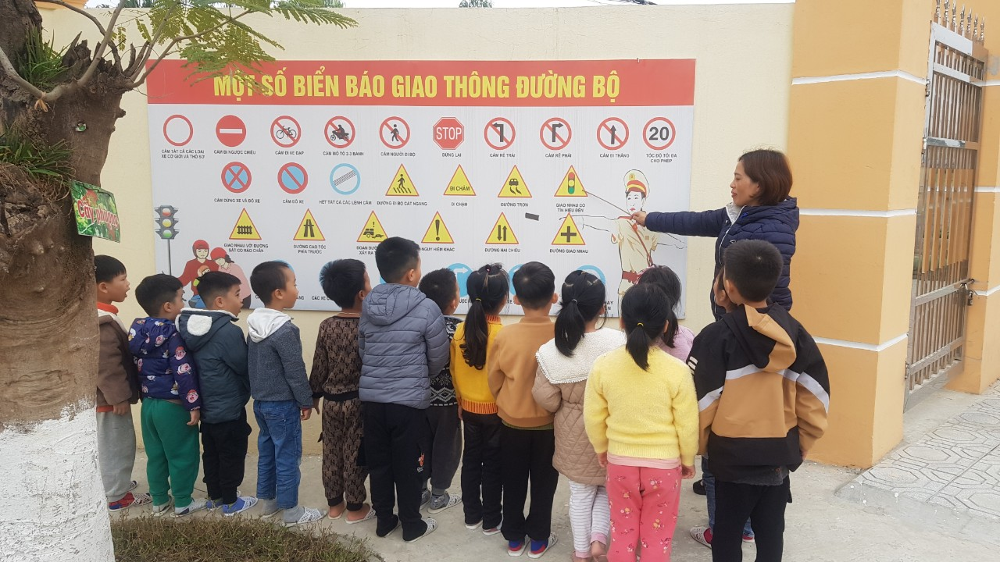 MỘT SỐ BIỂN BÁO GIAO THÔNG ĐƯỜNG BỘ
CẤM TẤT CẢ CÁC LOẠI
XE CƠ GIỚI VÀ THÔ SƠ
CẤM ĐI NGƯỢC CHIỀU
CẤM ĐI XE ĐẠP
CẤM MÔ TÔ 2-3 BÁNH
CẤM NGƯỜI ĐI BỘ
STOP
DỪNG LẠI
CẤM RẼ TRÁI
CẤM RẼ PHẢI
CẤM ĐI THẲNG
20
TỐC ĐỘ TỐI ĐA
CHO PHÉP
CẤM DỪNG XE VÀ ĐỖ XE
CẤM ĐỖ XE
HẾT TẤT CẢ CÁC LỆNH CẤM
ĐƯỜNG ĐI BỘ CẮT NGANG
ĐI CHẬM
ĐI CHẬM
ĐƯỜNG TRƠN
GIAO NHAU CÓ
TÍN HIỆU ĐÈN
GIAO NHAU VỚI ĐƯỜNG
SẮT CÓ RÀO CHẮN
ĐƯỜNG CAO TỐC
PHÍA TRƯỚC
ĐOẠN ĐƯỜNG
XẢY RA
NGUY HIỂM KHÁC
ĐƯỜNG HAI CHIỀU
ĐƯỜNG GIAO NHAU
CÁC XE